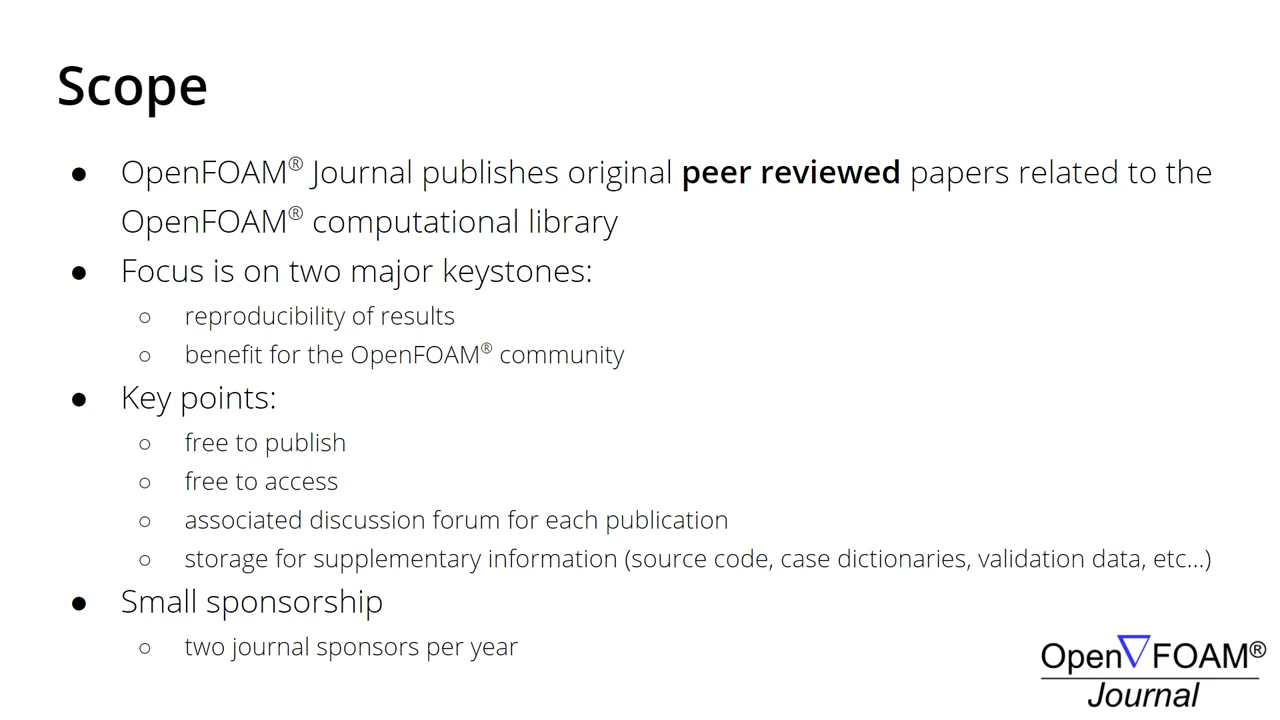 Scope
● OpenFOAM® Journal publishes original peer reviewed papers related to the
OpenFOAM® computational library
● Focus is on two major keystones:
○ reproducibility of results
○ benefit for the OpenFOAM® community
● Key points:
○ free to publish
○ free to access
○ associated discussion forum for each publication
○ storage for supplementary information (source code, case dictionaries, validation data, etc...)
● Small sponsorship
○ two journal sponsors per year
Open▽FOAM®
Journal